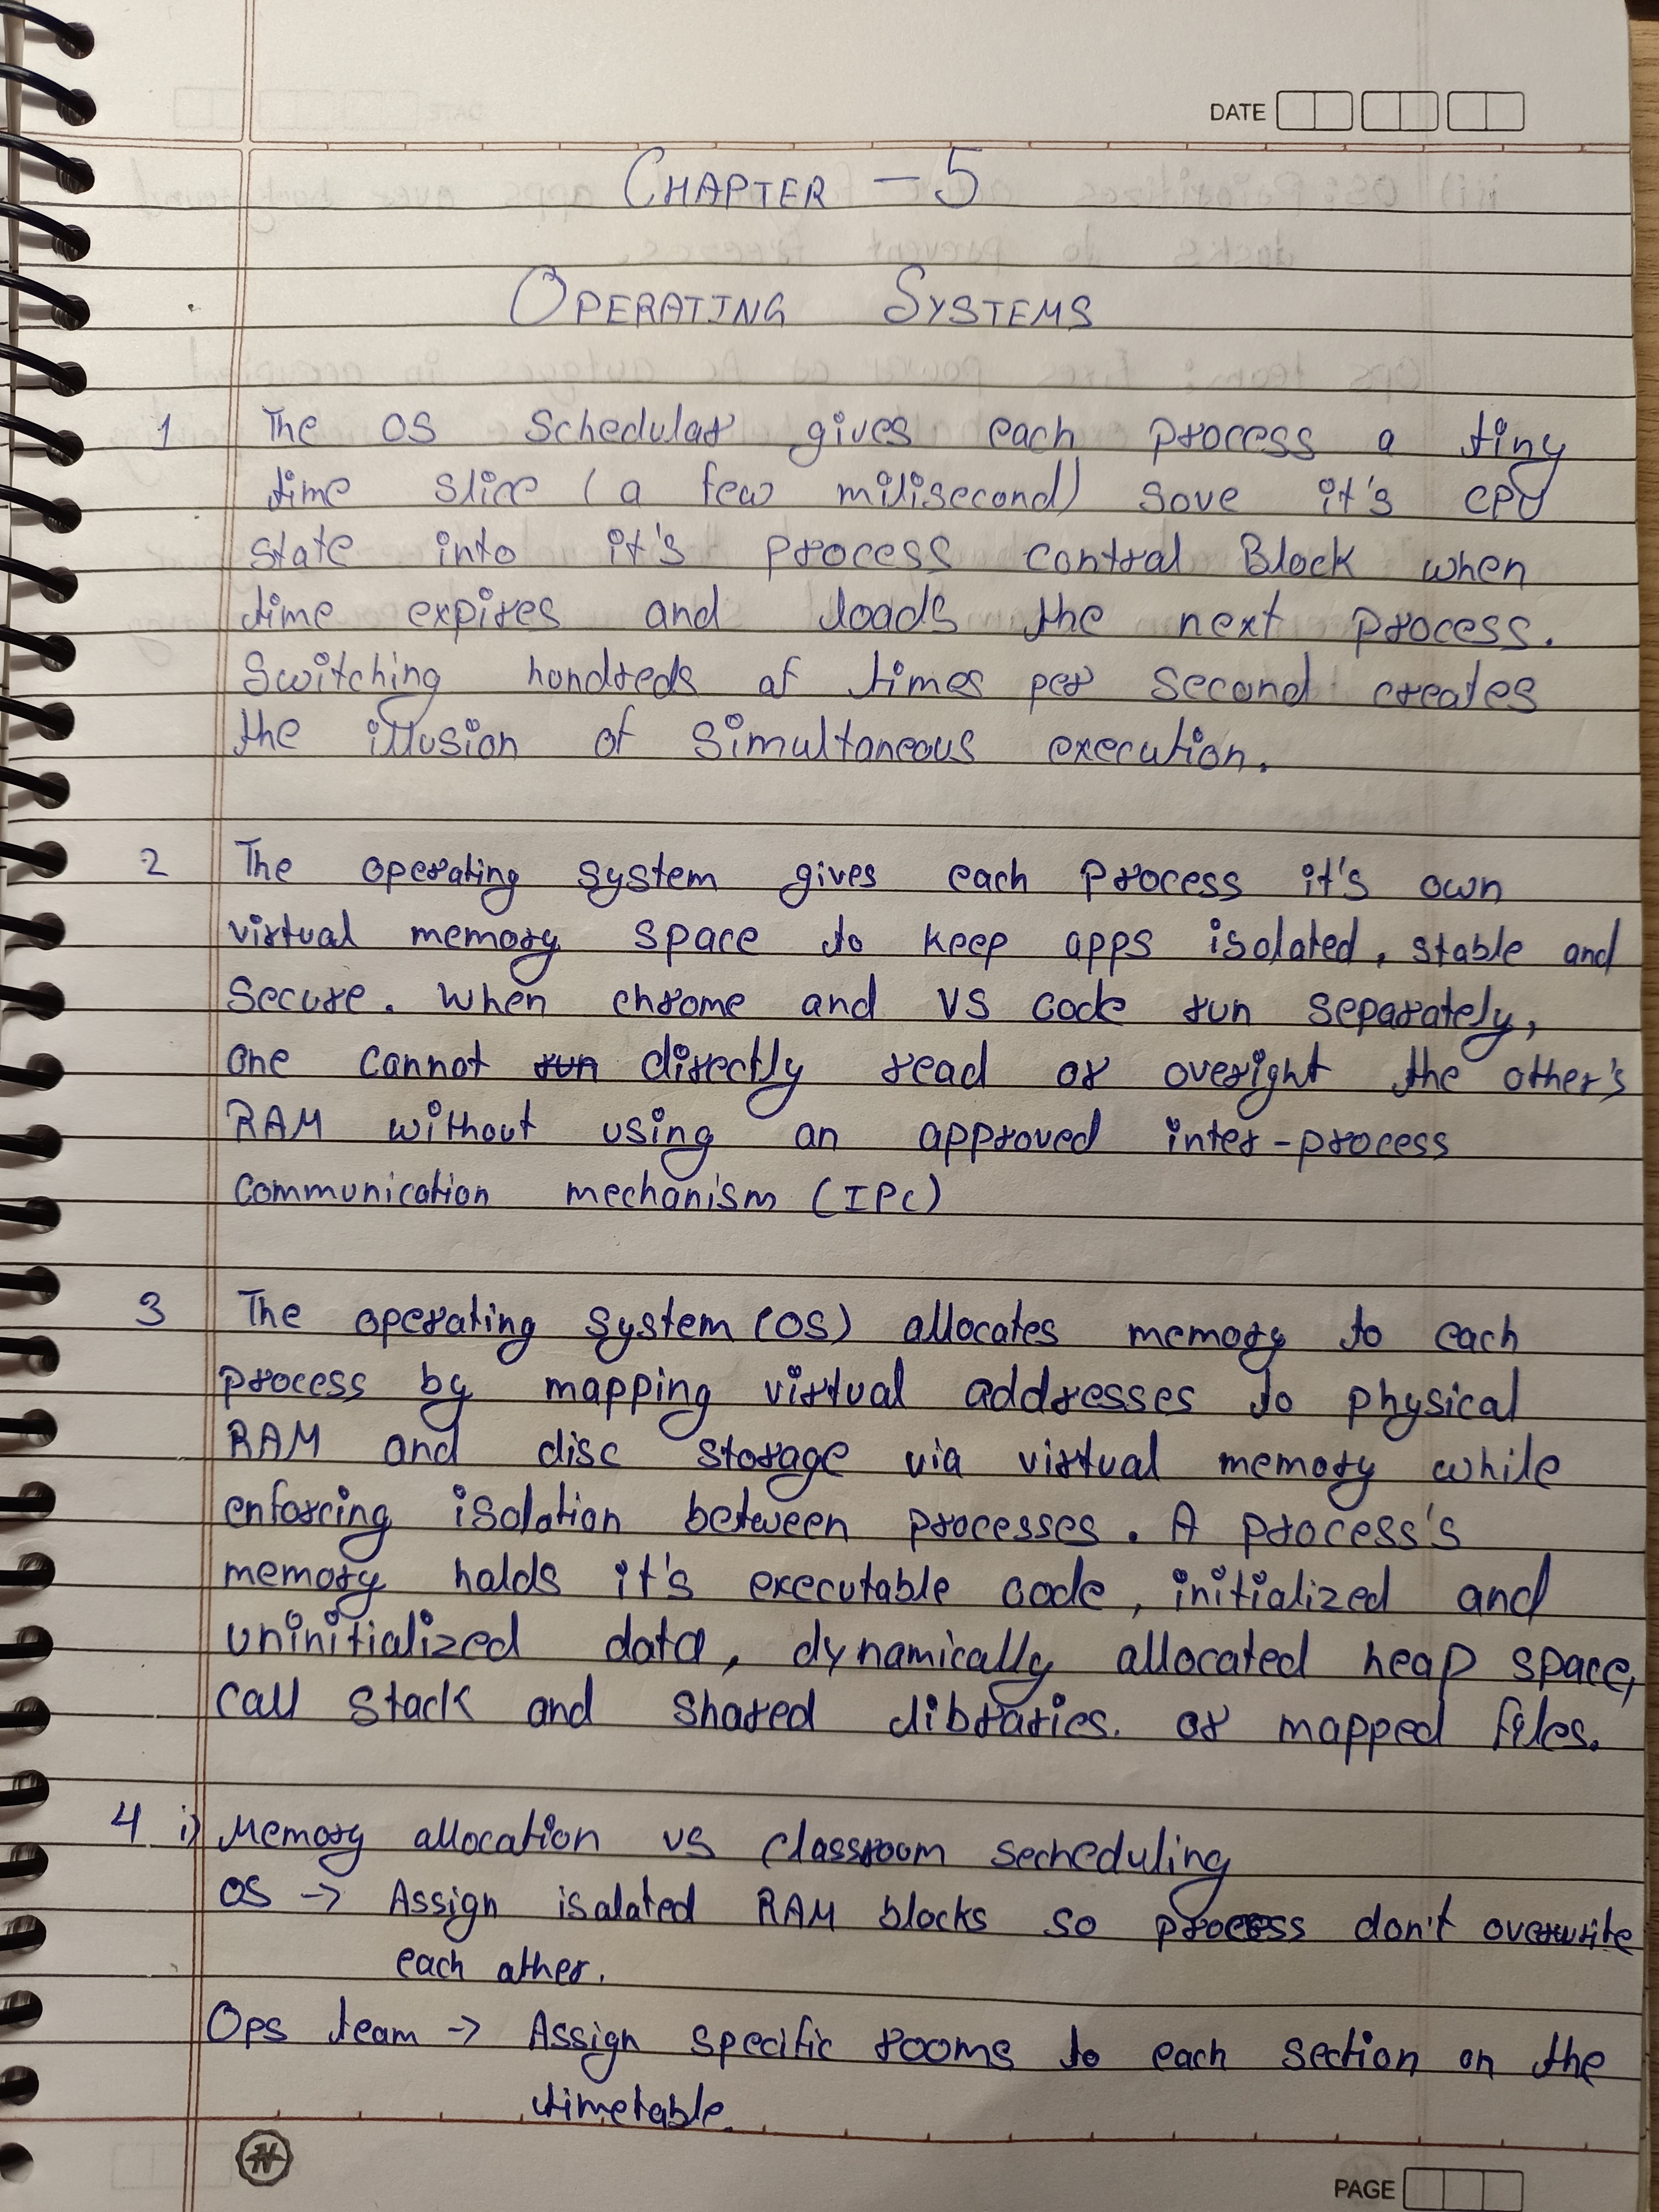 DATE
CHAPTER - 5
OPERATING SYSTEMS
1 The OS Schedular gives each process a tiny
time slice (a few milisecond) save it's CPU
state into it's process control Block when
time expires and loads the next process.
Switching hundreds of times per second creates
the illusion of simultaneous execution.
2 The operating system gives each process it's own
virtual memory space to keep apps isolated, stable and
secure. When chrome and VS code run separately,
one cannot run directly read or overight the other's
RAM without using an approved inter-process
communication mechanism (IPC)
3 The operating system (OS) allocates memory to each
process by mapping virtual addresses to physical
RAM and disc storage via virtual memory while
enforcing isolation between processes. A process's
memory holds it's executable code, initialized and
uninitialized data, dynamically allocated heap space,
call stack and shared libraries. or mapped files.
4 i) Memory allocation vs classroom secheduling
OS → Assign isolated RAM blocks so process don't overwrite
each other.
Ops team → Assign specific rooms to each section on the
timetable.
PAGE